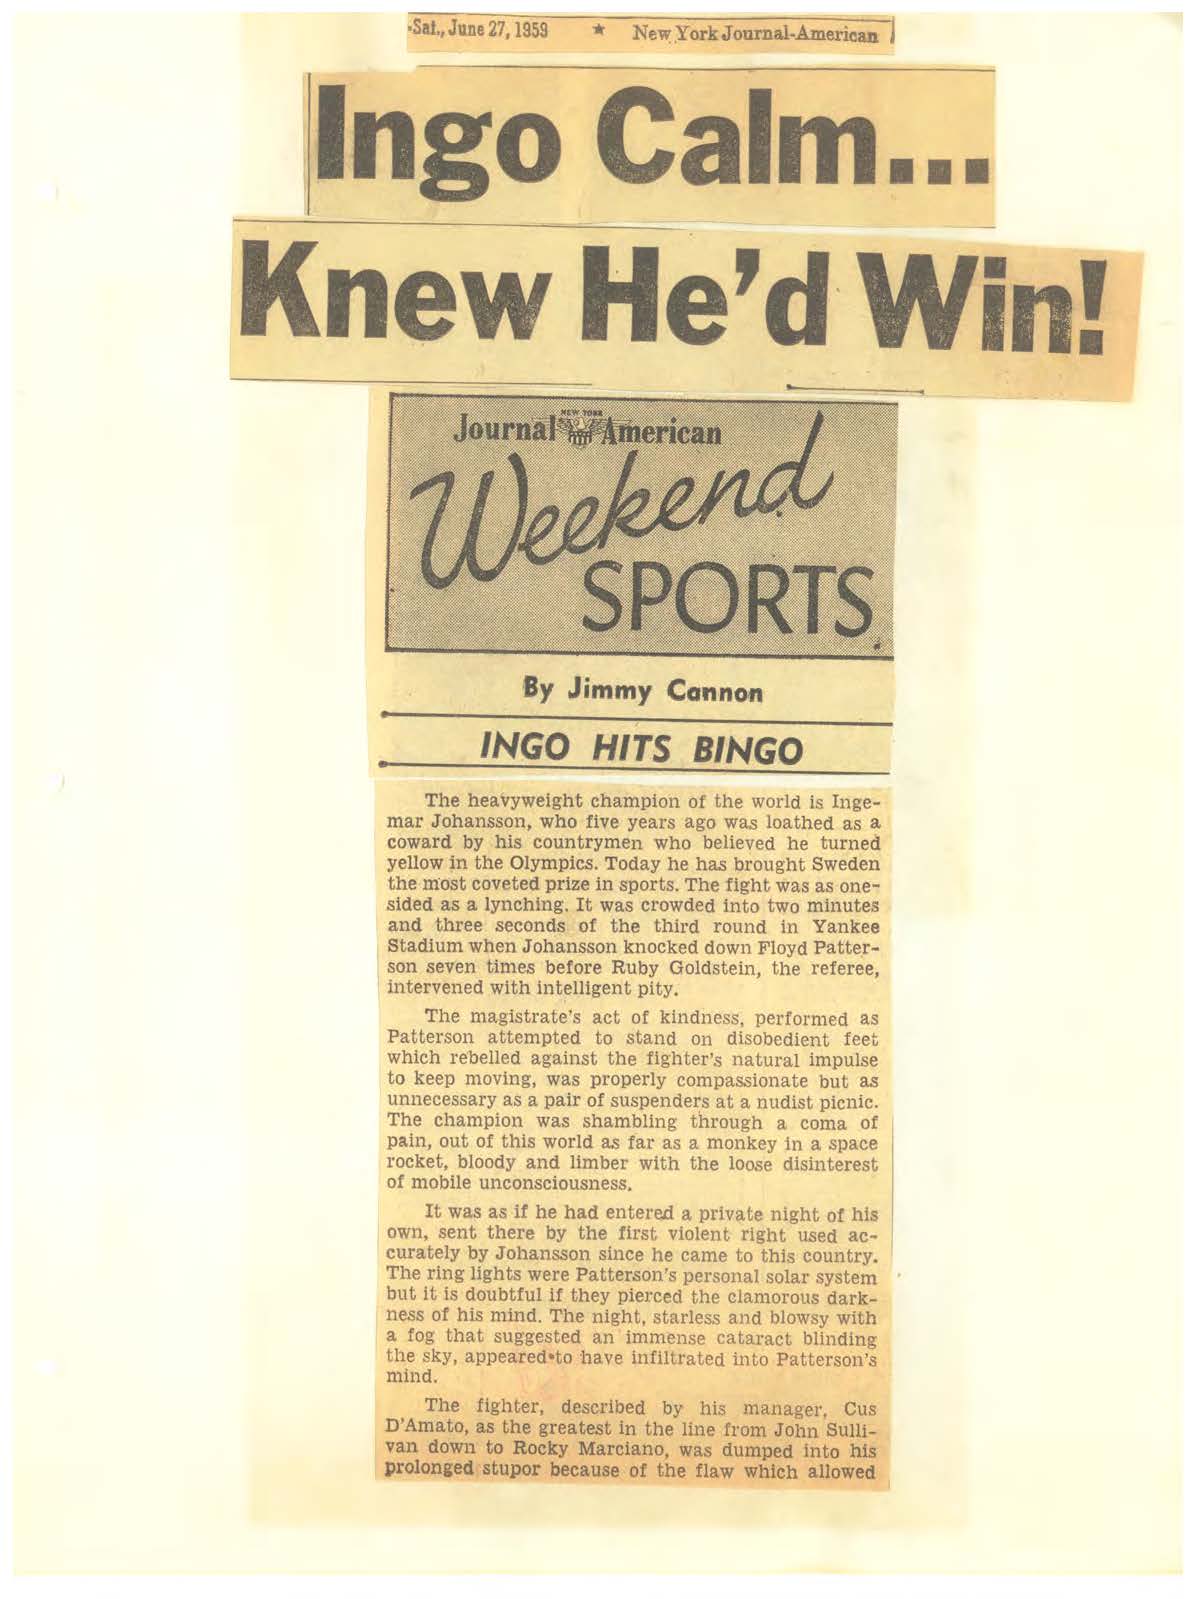 Sat., June 27, 1959 ★ New York Journal-American
Ingo Calm...
Knew He'd Win!
NEW YORK
Journal American
Weekend
SPORTS
By Jimmy Cannon
INGO HITS BINGO
The heavyweight champion of the world is Inge-
mar Johansson, who five years ago was loathed as a
coward by his countrymen who believed he turned
yellow in the Olympics. Today he has brought Sweden
the most coveted prize in sports. The fight was as one-
sided as a lynching. It was crowded into two minutes
and three seconds of the third round in Yankee
Stadium when Johansson knocked down Floyd Patter-
son seven times before Ruby Goldstein, the referee,
intervened with intelligent pity.
The magistrate's act of kindness, performed as
Patterson attempted to stand on disobedient feet
which rebelled against the fighter's natural impulse
to keep moving, was properly compassionate but as
unnecessary as a pair of suspenders at a nudist picnic.
The champion was shambling through a coma of
pain, out of this world as far as a monkey in a space
rocket, bloody and limber with the loose disinterest
of mobile unconsciousness.
It was as if he had entered a private night of his
own, sent there by the first violent right used ac-
curately by Johansson since he came to this country.
The ring lights were Patterson's personal solar system
but it is doubtful if they pierced the clamorous dark-
ness of his mind. The night, starless and blowsy with
a fog that suggested an immense cataract blinding
the sky, appeared to have infiltrated into Patterson's
mind.
The fighter, described by his manager, Cus
D'Amato, as the greatest in the line from John Sulli-
van down to Rocky Marciano, was dumped into his
prolonged stupor because of the flaw which allowed